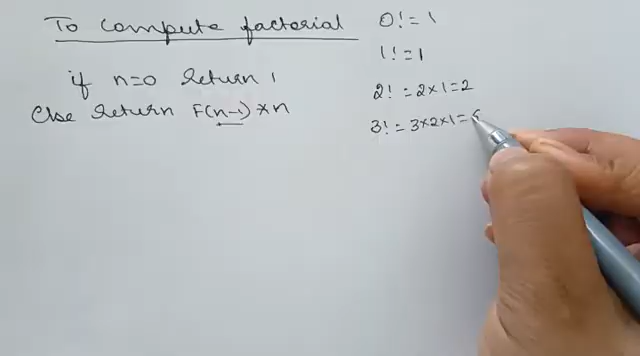 To Compute factorial
if n=0 return 1
Else return F(n-1)*n
0! = 1
1! = 1
2! = 2×1=2
3! = 3×2×1=